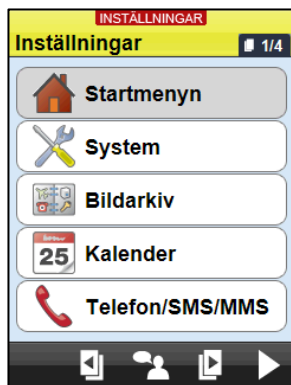 INSTÄLLNINGAR
Inställningar
1/4
Startmenyn
System
Bildarkiv
25
Kalender
Telefon/SMS/MMS